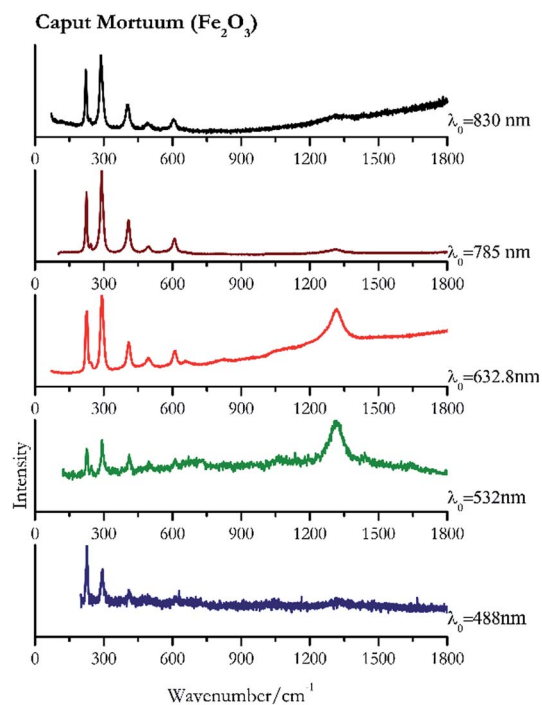 Caput Mortuum (Fe₂O₃)
0 300 600 900 1200 1500 1800
λ₀=830 nm
0 300 600 900 1200 1500 1800
λ₀=785 nm
0 300 600 900 1200 1500 1800
λ₀=632.8nm
0 300 600 900 1200 1500 1800
λ₀=532nm
Intensity
0 300 600 900 1200 1500 1800
λ₀=488nm
Wavenumber/cm⁻¹